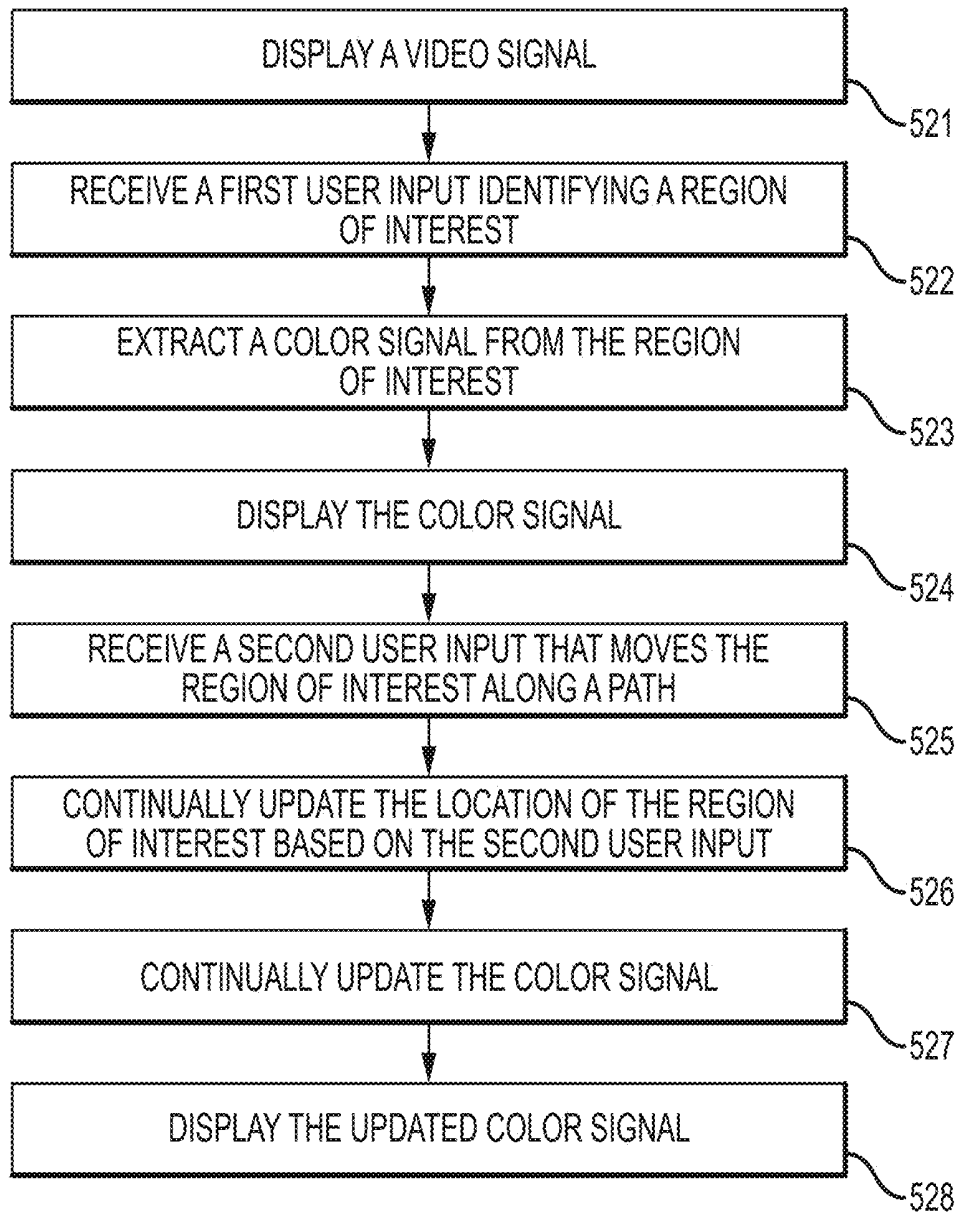 DISPLAY A VIDEO SIGNAL
521
RECEIVE A FIRST USER INPUT IDENTIFYING A REGION
OF INTEREST
522
EXTRACT A COLOR SIGNAL FROM THE REGION
OF INTEREST
523
DISPLAY THE COLOR SIGNAL
524
RECEIVE A SECOND USER INPUT THAT MOVES THE
REGION OF INTEREST ALONG A PATH
525
CONTINUALLY UPDATE THE LOCATION OF THE REGION
OF INTEREST BASED ON THE SECOND USER INPUT
526
CONTINUALLY UPDATE THE COLOR SIGNAL
527
DISPLAY THE UPDATED COLOR SIGNAL
528